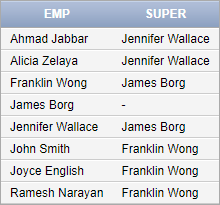 EMP SUPER
Ahmad Jabbar Jennifer Wallace
Alicia Zelaya Jennifer Wallace
Franklin Wong James Borg
James Borg -
Jennifer Wallace James Borg
John Smith Franklin Wong
Joyce English Franklin Wong
Ramesh Narayan Franklin Wong